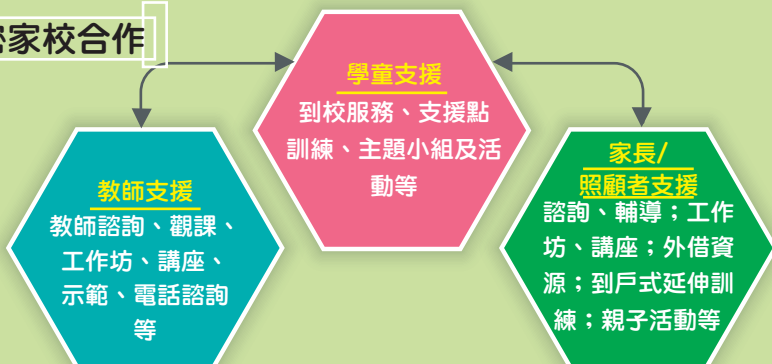 家校合作
學童支援
到校服務、支援點
訓練、主題小組及活
動等
教師支援
教師諮詢、觀課、
工作坊、講座、
示範、電話諮詢
等
家長/
照顧者支援
諮詢、輔導；工作
坊、講座；外借資
源；到戶式延伸訓
練；親子活動等